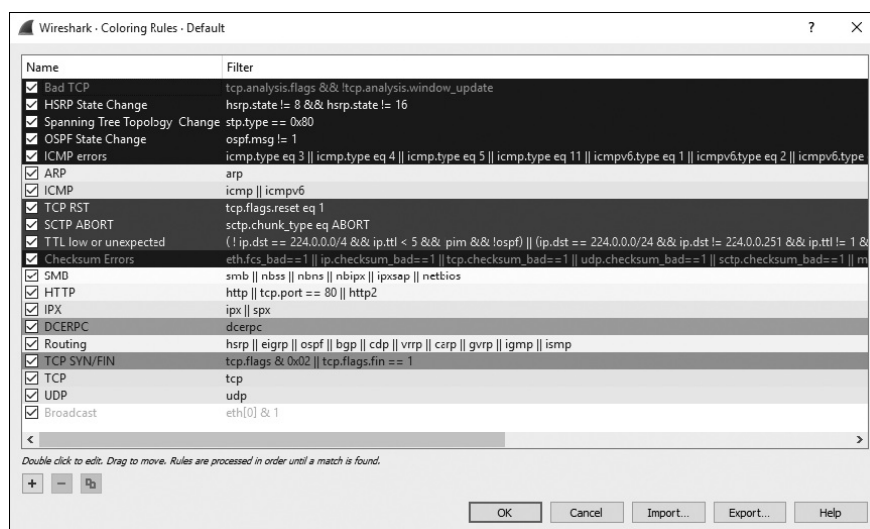 Wireshark · Coloring Rules · Default ? ×
Name Filter
Bad TCP tcp.analysis.flags && !tcp.analysis.window_update
HSRP State Change hsrp.state != 8 && hsrp.state != 16
Spanning Tree Topology Change stp.type == 0x80
OSPF State Change ospf.msg != 1
ICMP errors icmp.type eq 3 || icmp.type eq 4 || icmp.type eq 5 || icmp.type eq 11 || icmpv6.type eq 1 || icmpv6.type eq 2 || icmpv6.type
ARP arp
ICMP icmp || icmpv6
TCP RST tcp.flags.reset eq 1
SCTP ABORT sctp.chunk_type eq ABORT
TTL low or unexpected ( ! ip.dst == 224.0.0.0/4 && ip.ttl < 5 && !pim && !ospf) || (ip.dst == 224.0.0.0/24 && ip.dst != 224.0.0.251 && ip.ttl != 1 &
Checksum Errors eth.fcs_bad==1 || ip.checksum_bad==1 || tcp.checksum_bad==1 || udp.checksum_bad==1 || sctp.checksum_bad==1 || m
SMB smb || nbss || nbns || nbipx || ipxsap || netbios
HTTP http || tcp.port == 80 || http2
IPX ipx || spx
DCERPC dcerpc
Routing hsrp || eigrp || ospf || bgp || cdp || vrrp || carp || gvrp || igmp || ismp
TCP SYN/FIN tcp.flags & 0x02 || tcp.flags.fin == 1
TCP tcp
UDP udp
Broadcast eth[0] & 1
Double click to edit. Drag to move. Rules are processed in order until a match is found.
OK Cancel Import... Export... Help